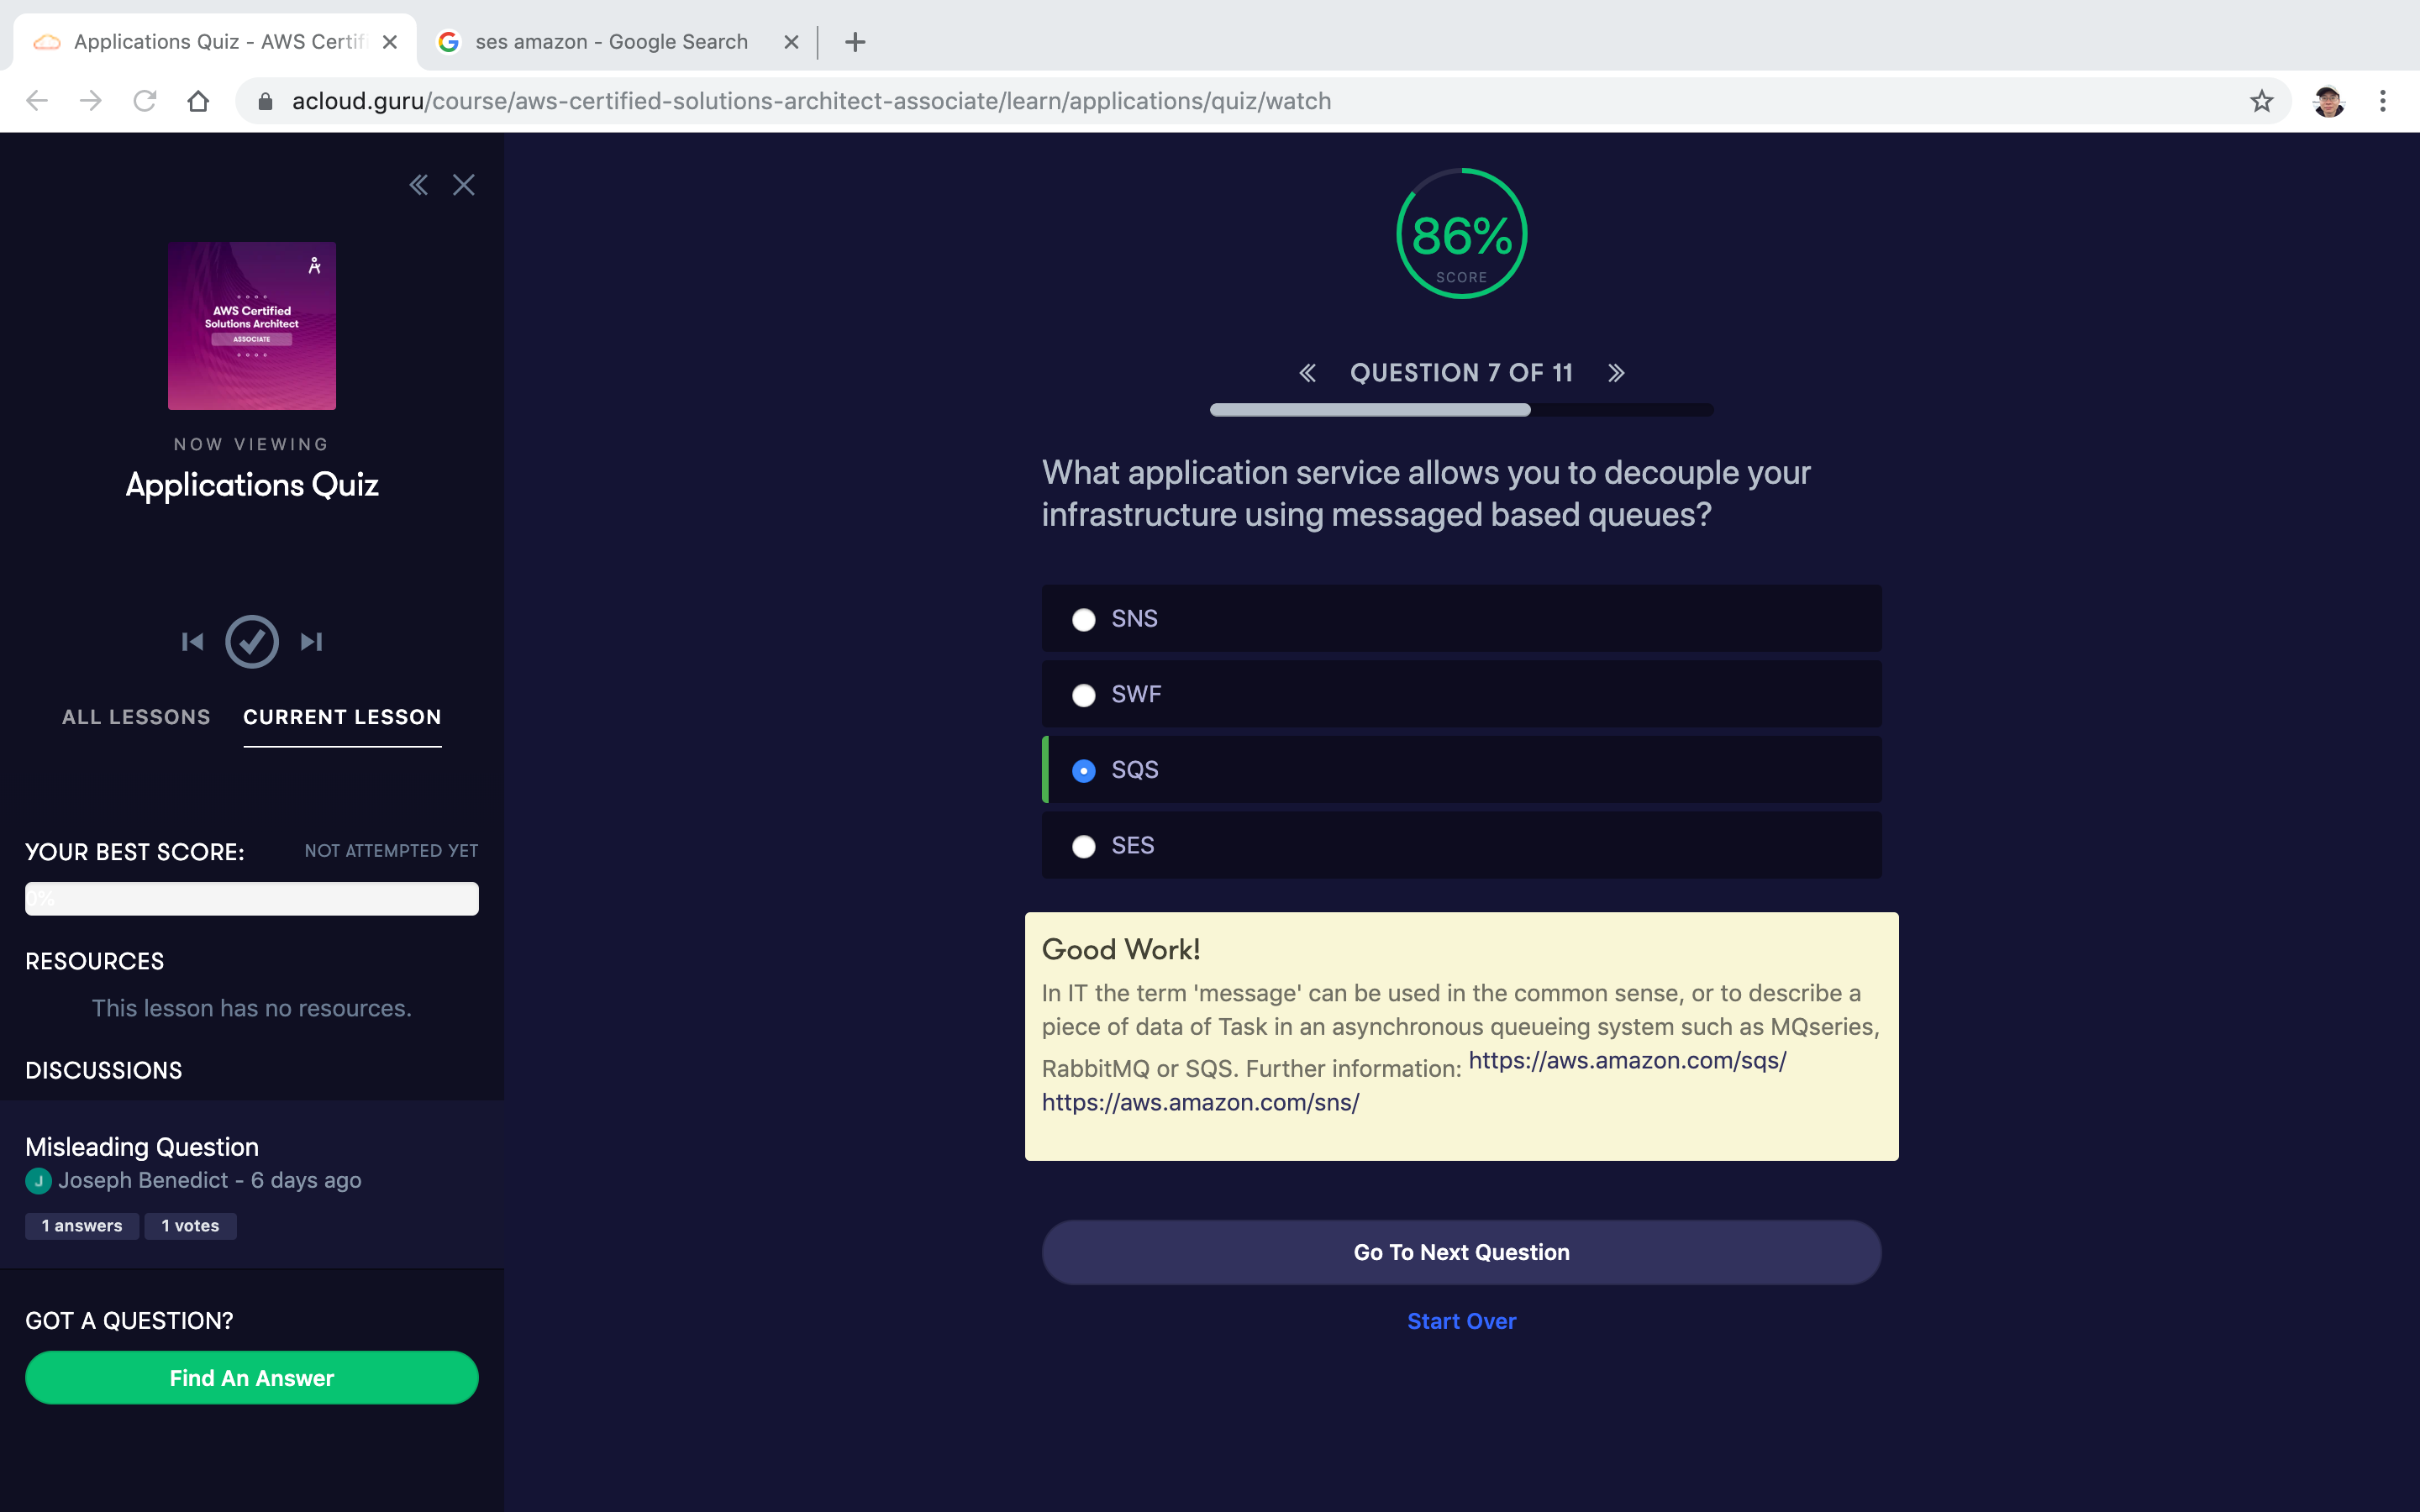 Applications Quiz - AWS Certif
ses amazon - Google Search
acloud.guru/course/aws-certified-solutions-architect-associate/learn/applications/quiz/watch
AWS Certified
Solutions Architect
ASSOCIATE
NOW VIEWING
Applications Quiz
ALL LESSONS
CURRENT LESSON
YOUR BEST SCORE:
NOT ATTEMPTED YET
0%
RESOURCES
This lesson has no resources.
DISCUSSIONS
Misleading Question
J Joseph Benedict - 6 days ago
1 answers
1 votes
GOT A QUESTION?
Find An Answer
86%
SCORE
QUESTION 7 OF 11
What application service allows you to decouple your
infrastructure using messaged based queues?
SNS
SWF
SQS
SES
Good Work!
In IT the term 'message' can be used in the common sense, or to describe a
piece of data of Task in an asynchronous queueing system such as MQseries,
RabbitMQ or SQS. Further information: https://aws.amazon.com/sqs/
https://aws.amazon.com/sns/
Go To Next Question
Start Over